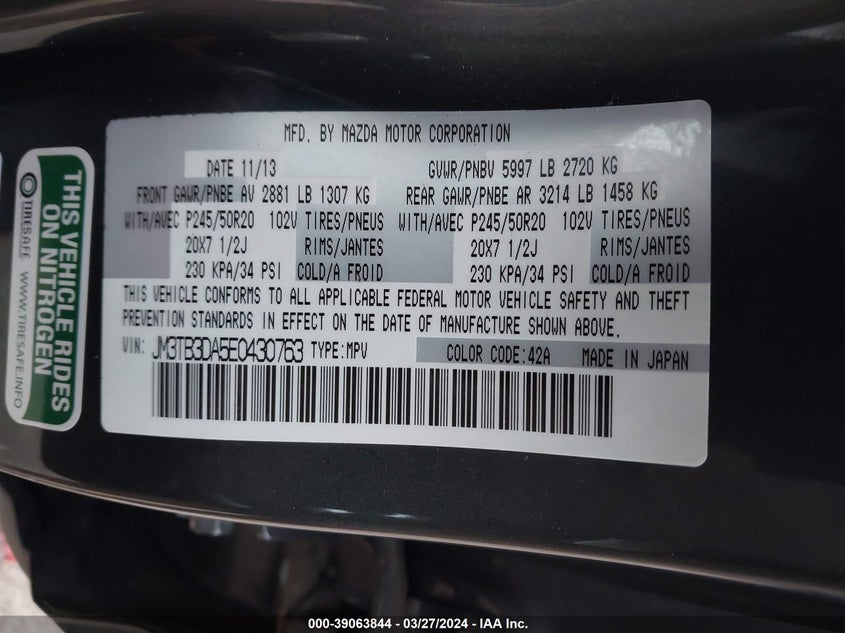 MFD. BY MAZDA MOTOR CORPORATION
DATE 11/13 GVWR/PNBV 5997 LB 2720 KG
FRONT GAWR/PNBE AV 2881 LB 1307 KG REAR GAWR/PNBE AR 3214 LB 1458 KG
WITH/AVEC P245/50R20 102V TIRES/PNEUS WITH/AVEC P245/50R20 102V TIRES/PNEUS
20X7 1/2J RIMS/JANTES 20X7 1/2J RIMS/JANTES
230 KPA/34 PSI COLD/A FROID 230 KPA/34 PSI COLD/A FROID
THIS VEHICLE CONFORMS TO ALL APPLICABLE FEDERAL MOTOR VEHICLE SAFETY AND THEFT
PREVENTION STANDARDS IN EFFECT ON THE DATE OF MANUFACTURE SHOWN ABOVE.
VIN: JM3TB3DA5E0430763 TYPE:MPV COLOR CODE:42A MADE IN JAPAN
THIS VEHICLE RIDES
ON NITROGEN
TIRESAFE
WWW.TIRESAFE.INFO
000-39063844 / 03/27/2024 / IAA Inc.